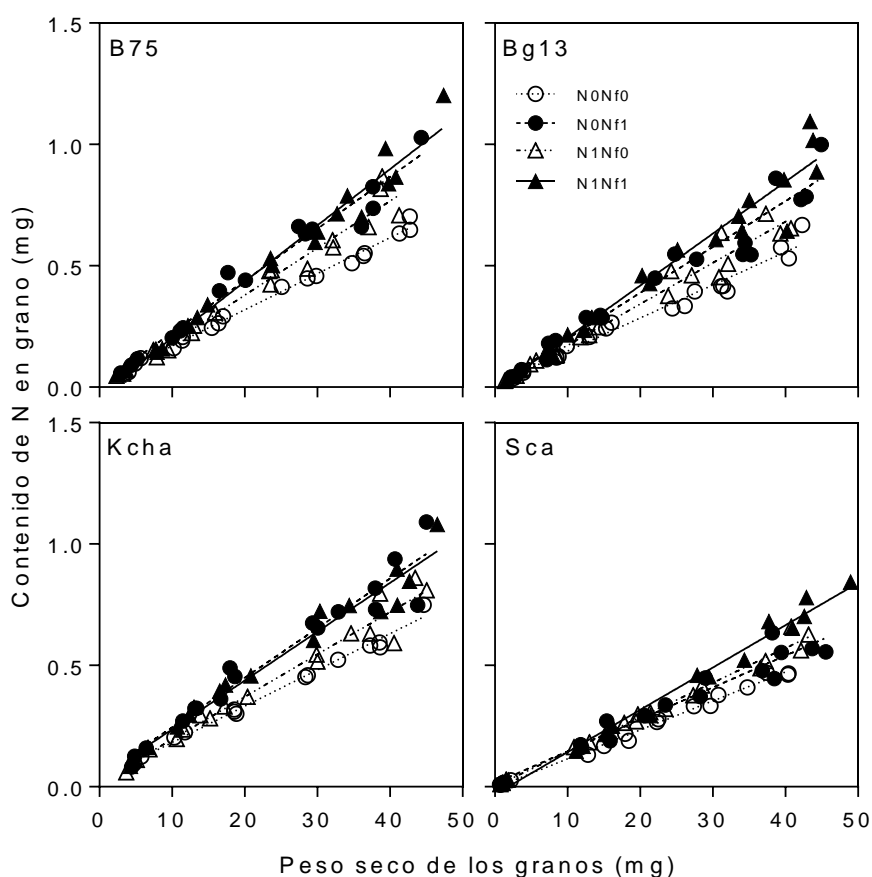 Contenido de N en grano (mg)
1.5
1.0
0.5
0.0
B75
Bg13
N0Nf0
N0Nf1
N1Nf0
N1Nf1
1.5
1.0
0.5
0.0
Kcha
Sca
0 10 20 30 40 50
0 10 20 30 40 50
Peso seco de los granos (mg)